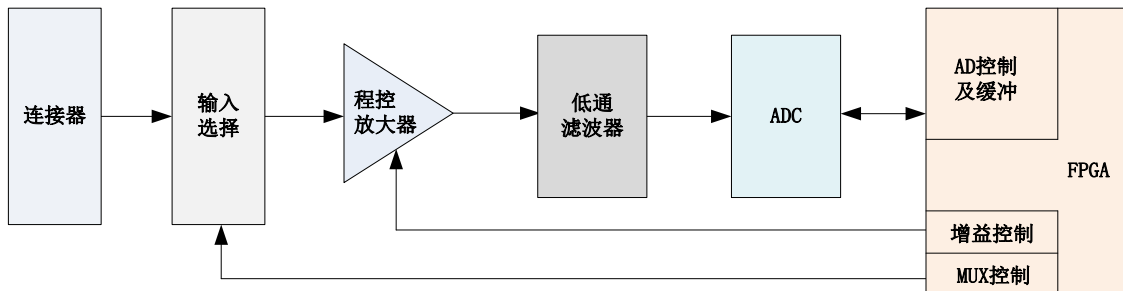 连接器
输入
选择
程控
放大器
低通
滤波器
ADC
AD控制
及缓冲
FPGA
增益控制
MUX控制